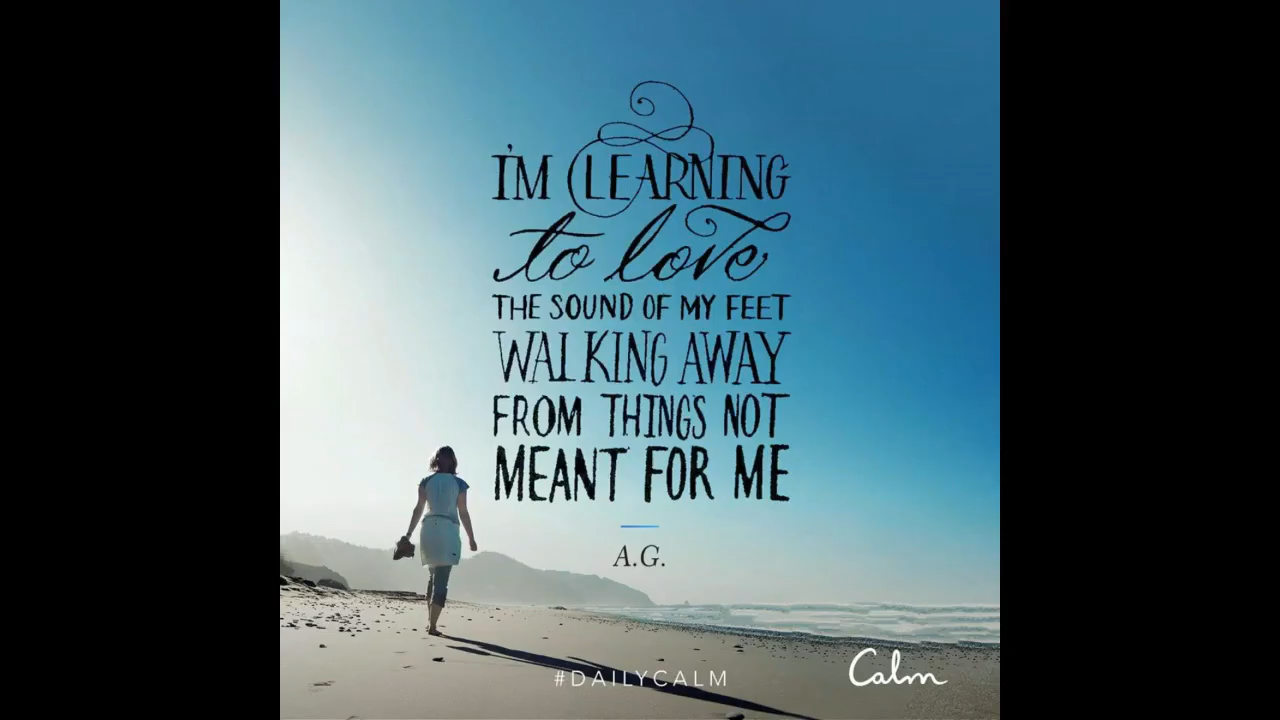 I'M LEARNING
to love
THE SOUND OF MY FEET
WALKING AWAY
FROM THINGS NOT
MEANT FOR ME
A.G.
#DAILYCALM
Calm